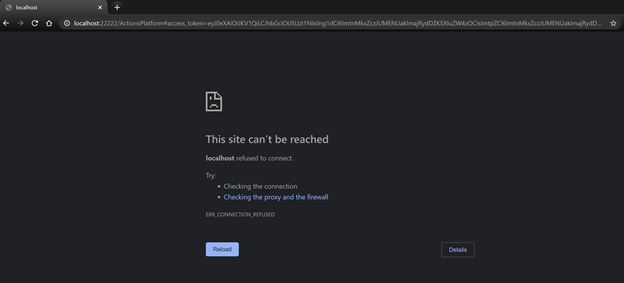 localhost
localhost:22222/ActionsPlatform#access_token=
This site can't be reached
localhost refused to connect.
Try:
• Checking the connection
• Checking the proxy and the firewall
ERR_CONNECTION_REFUSED
Reload
Details